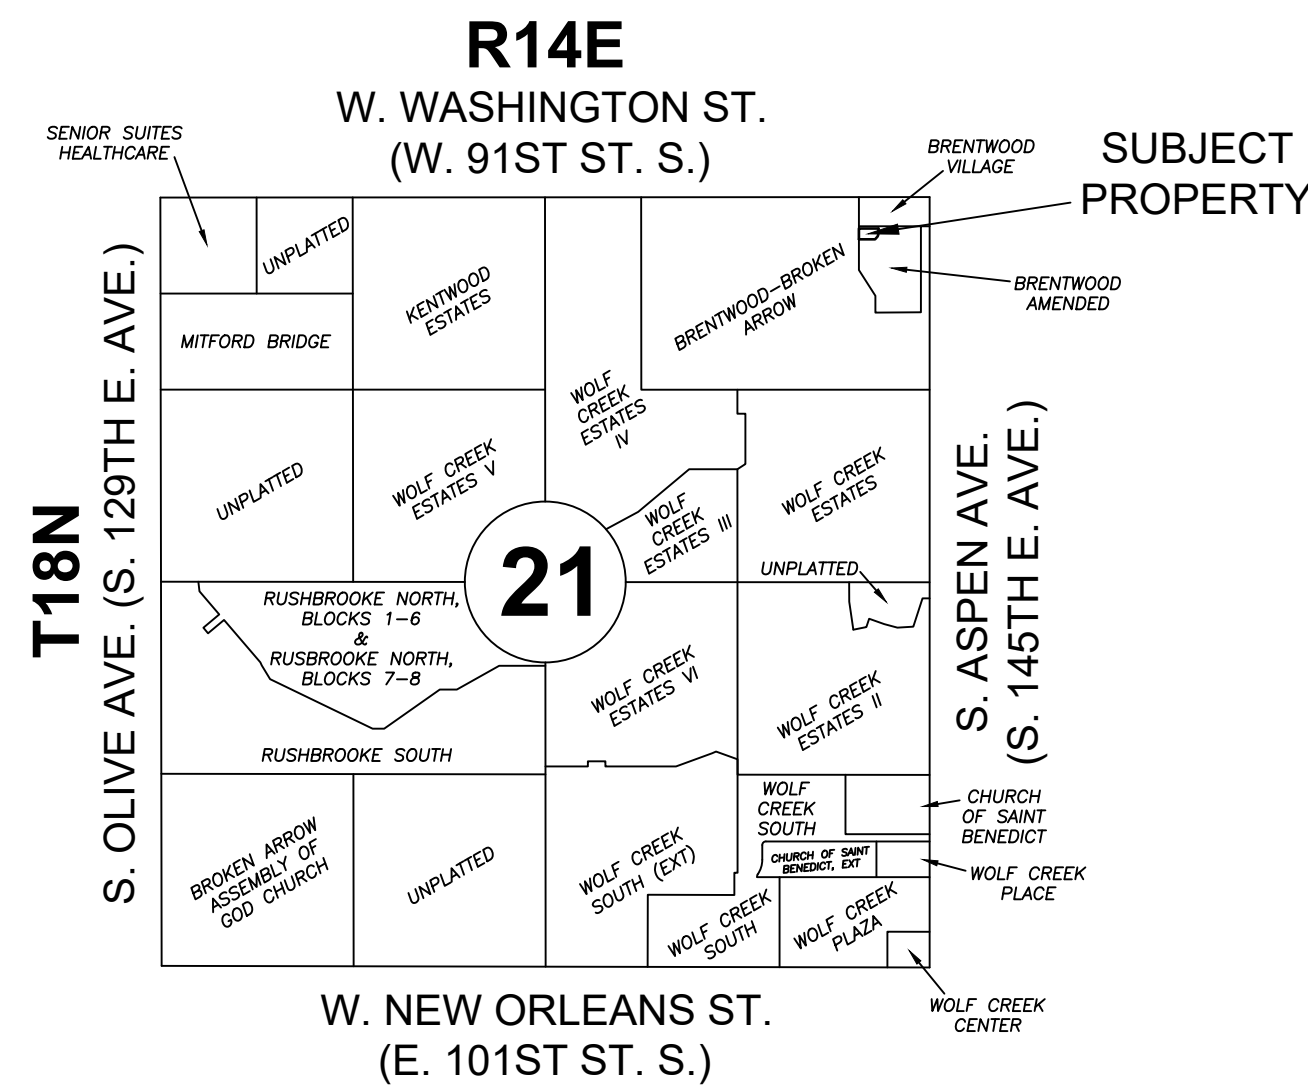 R14E
W. WASHINGTON ST.
(W. 91ST ST. S.)
SENIOR SUITES
HEALTHCARE
BRENTWOOD
VILLAGE
SUBJECT
PROPERTY
UNPLATTED
KENTWOOD
ESTATES
BRENTWOOD-BROKEN
ARROW
BRENTWOOD
AMENDED
MITFORD BRIDGE
T18N
S. OLIVE AVE. (S. 129TH E. AVE.)
UNPLATTED
WOLF CREEK
ESTATES V
WOLF
CREEK
ESTATES
IV
WOLF
CREEK
ESTATES III
WOLF CREEK
ESTATES
S. ASPEN AVE.
(S. 145TH E. AVE.)
21
UNPLATTED
RUSHBROOKE NORTH,
BLOCKS 1-6
&
RUSBROOKE NORTH,
BLOCKS 7-8
WOLF CREEK
ESTATES VI
WOLF CREEK
ESTATES II
RUSHBROOKE SOUTH
BROKEN ARROW
ASSEMBLY OF
GOD CHURCH
UNPLATTED
WOLF CREEK
SOUTH (EXT)
WOLF
CREEK
SOUTH
CHURCH
OF SAINT
BENEDICT
CHURCH OF SAINT
BENEDICT, EXT
WOLF CREEK
PLACE
WOLF CREEK
SOUTH
WOLF CREEK
PLAZA
WOLF CREEK
CENTER
W. NEW ORLEANS ST.
(E. 101ST ST. S.)